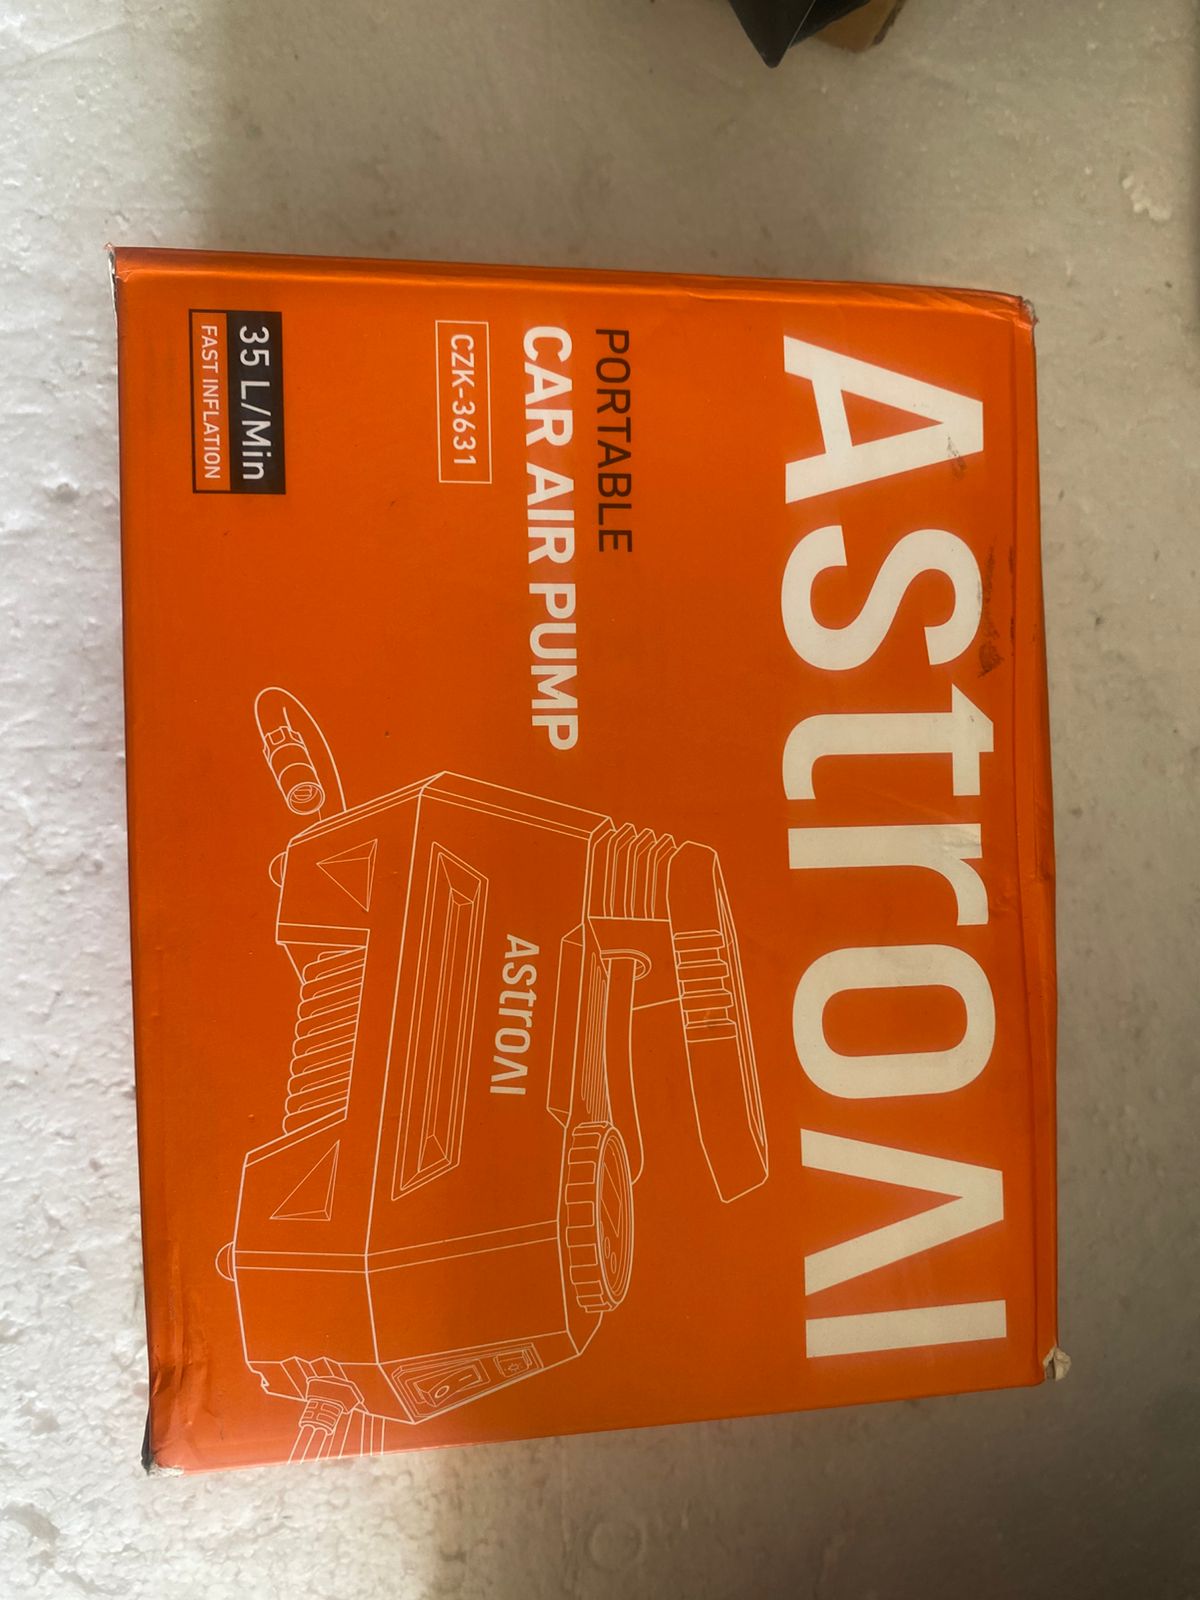 AStroAI
PORTABLE
CAR AIR PUMP
CZK-3631
35 L/Min
FAST INFLATION
AStroAI